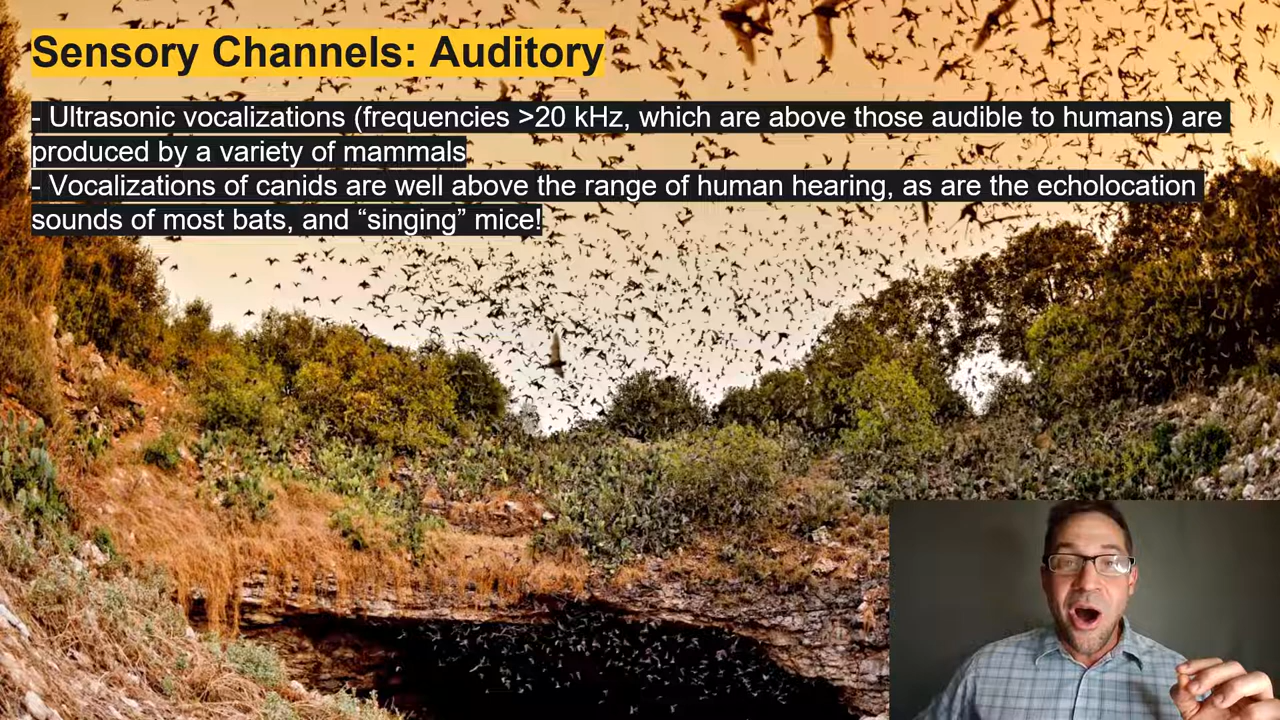 Sensory Channels: Auditory
- Ultrasonic vocalizations (frequencies >20 kHz, which are above those audible to humans) are
produced by a variety of mammals
- Vocalizations of canids are well above the range of human hearing, as are the echolocation
sounds of most bats, and “singing” mice!